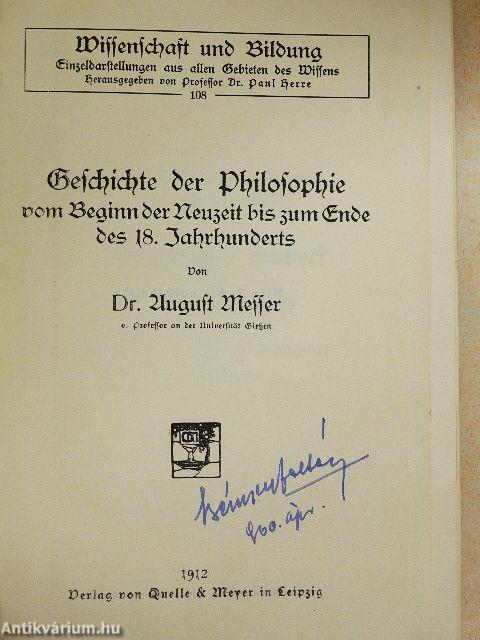 Wiſſenſchaft und Bildung
Einzeldarſtellungen aus allen Gebieten des Wiſſens
Herausgegeben von Profeſſor Dr. Paul Herre
108
Geſchichte der Philoſophie
vom Beginn der Neuzeit bis zum Ende
des 18. Jahrhunderts
Von
Dr. Auguſt Meſſer
o. Profeſſor an der Univerſität Gießen
1912
Verlag von Quelle & Meyer in Leipzig
Antikvárium.hu